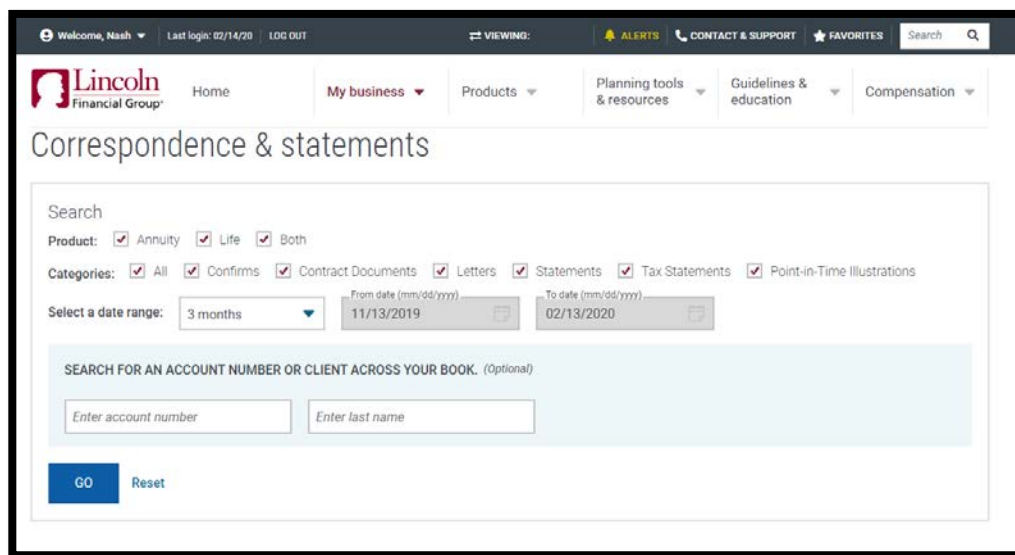 Welcome, Nash Last login: 02/14/20 LOG OUT VIEWING: ALERTS CONTACT & SUPPORT FAVORITES Search
Lincoln
Financial Group®
Home My business Products Planning tools & resources Guidelines & education Compensation
Correspondence & statements
Search
Product: Annuity Life Both
Categories: All Confirms Contract Documents Letters Statements Tax Statements Point-in-Time Illustrations
From date (mm/dd/yyyy) To date (mm/dd/yyyy)
Select a date range: 3 months 11/13/2019 02/13/2020
SEARCH FOR AN ACCOUNT NUMBER OR CLIENT ACROSS YOUR BOOK. (Optional)
Enter account number Enter last name
GO Reset